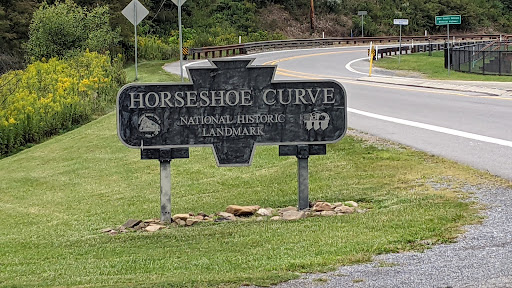 HORSESHOE CURVE
NATIONAL HISTORIC
LANDMARK